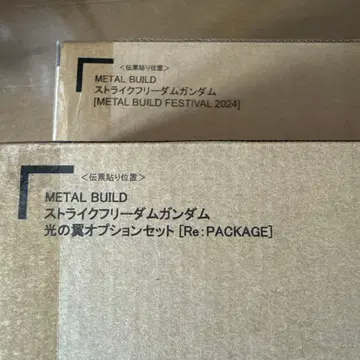 ＜伝票貼り位置＞
METAL BUILD
ストライクフリーダムガンダム
[METAL BUILD FESTIVAL 2024]
＜伝票貼り位置＞
METAL BUILD
ストライクフリーダムガンダム
光の翼オプションセット [Re:PACKAGE]